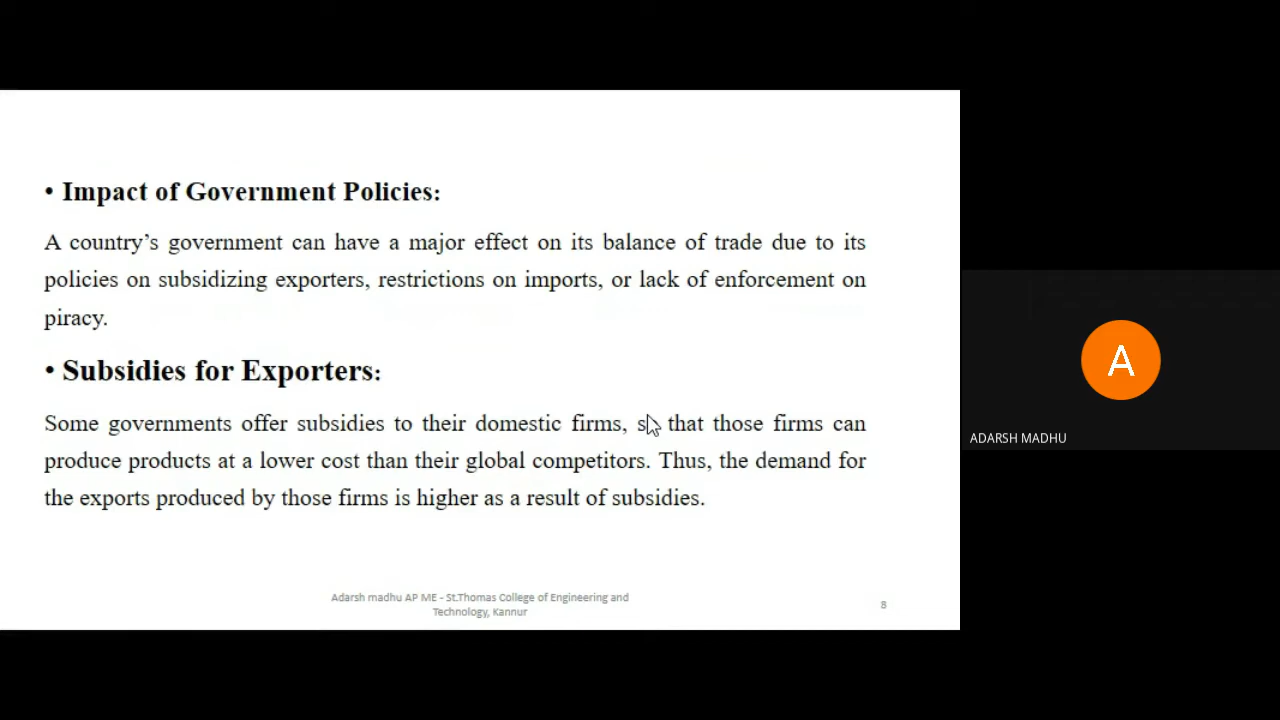 • Impact of Government Policies:
A country’s government can have a major effect on its balance of trade due to its
policies on subsidizing exporters, restrictions on imports, or lack of enforcement on
piracy.
• Subsidies for Exporters:
Some governments offer subsidies to their domestic firms, so that those firms can
produce products at a lower cost than their global competitors. Thus, the demand for
the exports produced by those firms is higher as a result of subsidies.
Adarsh madhu AP ME - St.Thomas College of Engineering and
Technology, Kannur
8
A
ADARSH MADHU